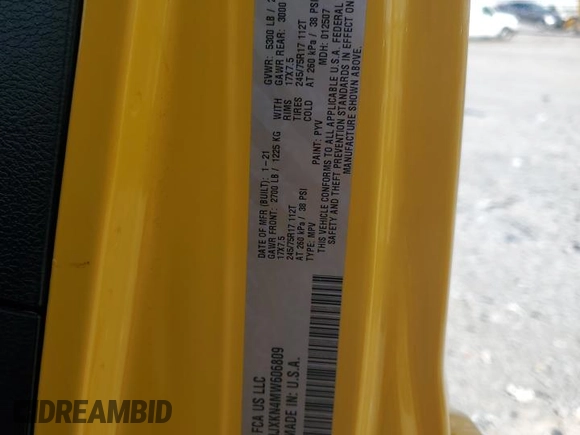 FCA US LLC
DATE OF MFR (BUILT): 1-21
GVWR: 5300 LB /
GAWR FRONT: 2700 LB / 1225 KG WITH GAWR REAR: 3000
17X7.5 RIMS 17X7.5
245/75R17 112T TIRES 245/75R17 112T
AT 260 kPa / 38 PSI COLD AT 260 kPa / 38 PSI
TYPE: MPV PAINT: PYV MDH: 012507
THIS VEHICLE CONFORMS TO ALL APPLICABLE U.S.A. FEDERAL
SAFETY AND THEFT PREVENTION STANDARDS IN EFFECT ON
MANUFACTURE SHOWN ABOVE.
JXKN4MW606809
MADE IN U.S.A.
DREAMBID